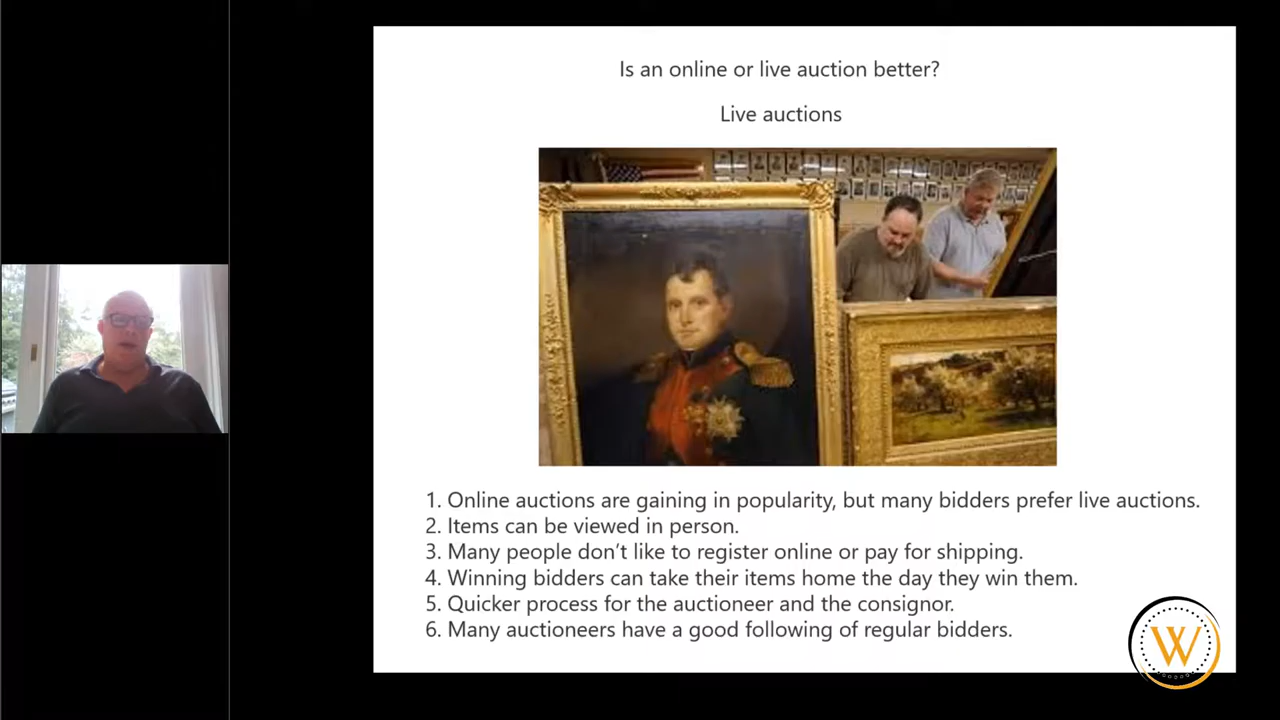 Is an online or live auction better?
Live auctions
1. Online auctions are gaining in popularity, but many bidders prefer live auctions.
2. Items can be viewed in person.
3. Many people don’t like to register online or pay for shipping.
4. Winning bidders can take their items home the day they win them.
5. Quicker process for the auctioneer and the consignor.
6. Many auctioneers have a good following of regular bidders.
W